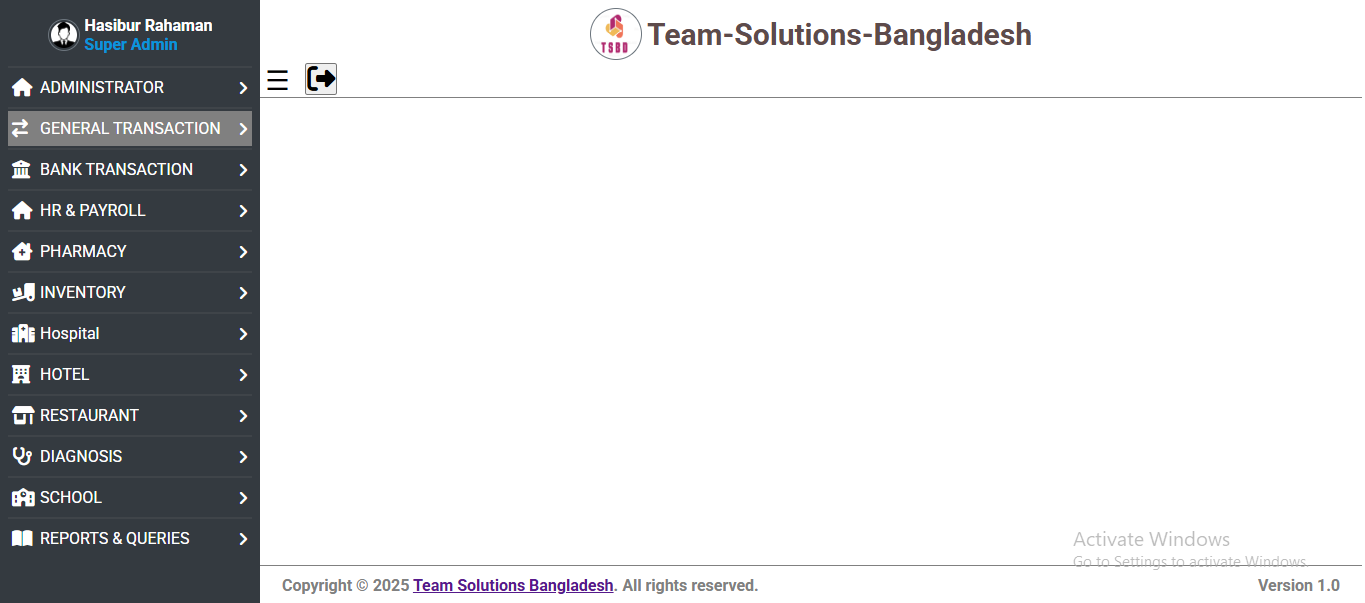 Hasibur Rahaman
Super Admin
ADMINISTRATOR
GENERAL TRANSACTION
BANK TRANSACTION
HR & PAYROLL
PHARMACY
INVENTORY
Hospital
HOTEL
RESTAURANT
DIAGNOSIS
SCHOOL
REPORTS & QUERIES
TSBD
Team-Solutions-Bangladesh
Activate Windows
Go to Settings to activate Windows.
Copyright © 2025 Team Solutions Bangladesh. All rights reserved.
Version 1.0